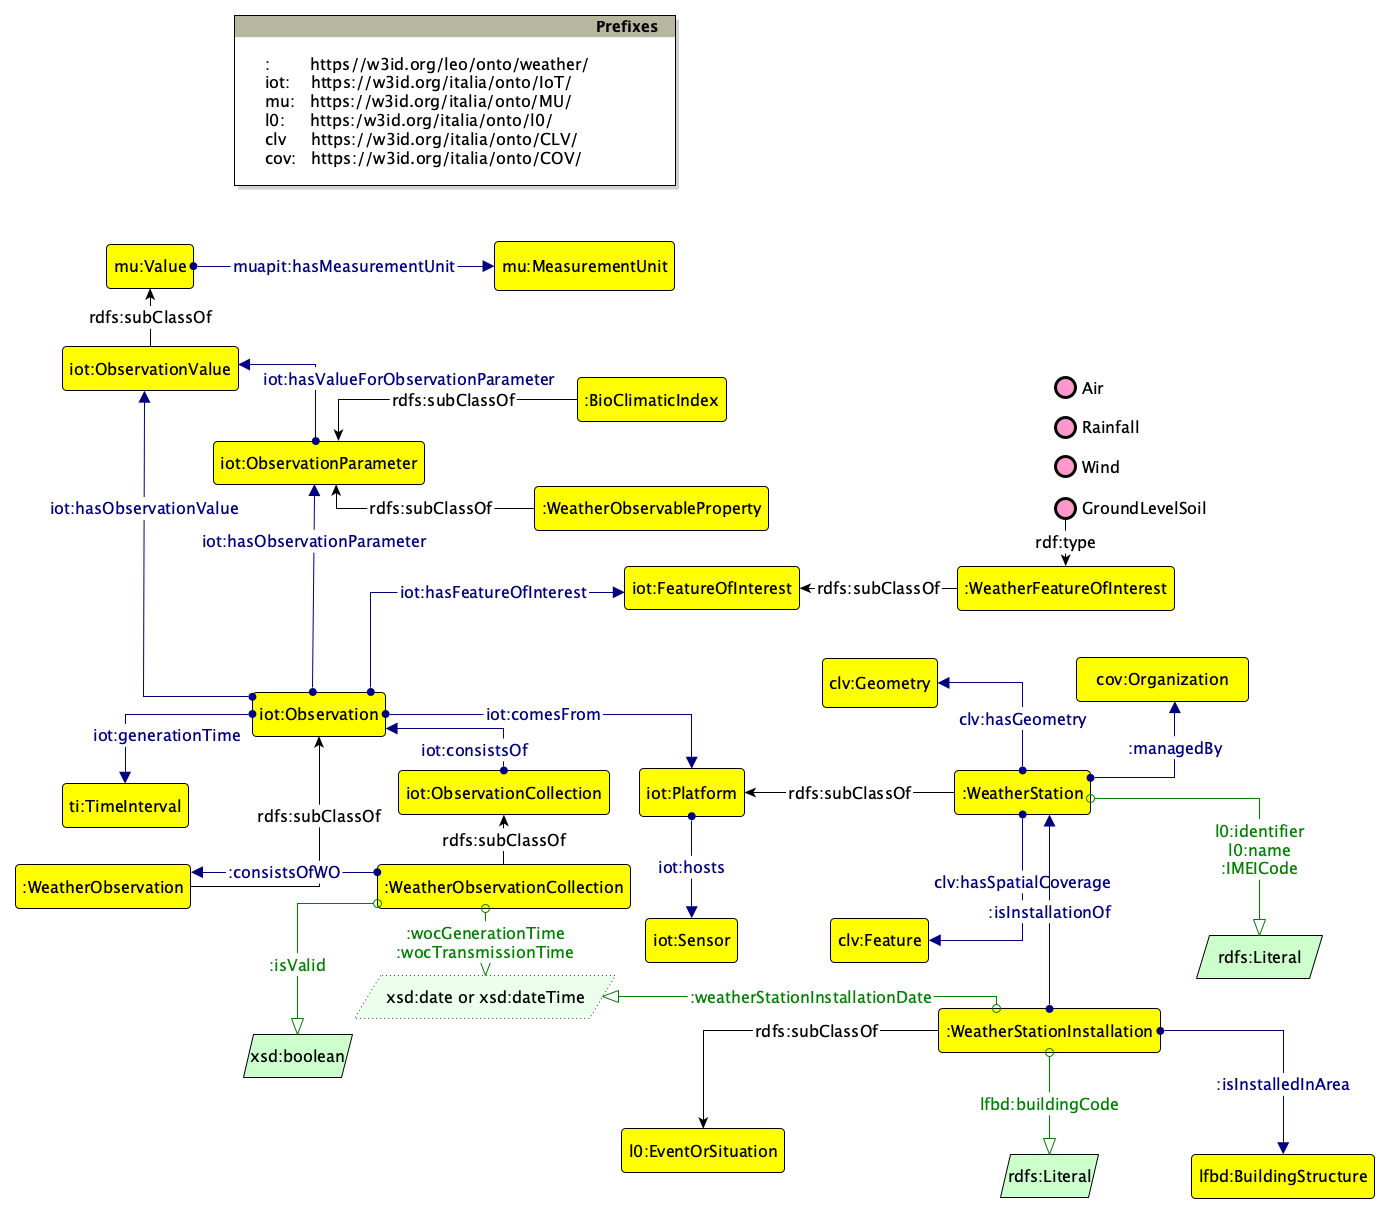 Prefixes
: https//w3id.org/leo/onto/weather/
iot: https://w3id.org/italia/onto/IoT/
mu: https://w3id.org/italia/onto/MU/
l0: https:/w3id.org/italia/onto/l0/
clv https://w3id.org/italia/onto/CLV/
cov: https://w3id.org/italia/onto/COV/
mu:Value
muapit:hasMeasurementUnit
mu:MeasurementUnit
rdfs:subClassOf
iot:ObservationValue
iot:hasValueForObservationParameter
rdfs:subClassOf
:BioClimaticIndex
Air
Rainfall
Wind
GroundLevelSoil
iot:ObservationParameter
iot:hasObservationValue
rdfs:subClassOf
:WeatherObservableProperty
iot:hasObservationParameter
rdf:type
iot:hasFeatureOfInterest
iot:FeatureOfInterest
rdfs:subClassOf
:WeatherFeatureOfInterest
clv:Geometry
cov:Organization
iot:Observation
iot:comesFrom
clv:hasGeometry
iot:generationTime
iot:consistsOf
:managedBy
ti:TimeInterval
iot:ObservationCollection
iot:Platform
rdfs:subClassOf
:WeatherStation
rdfs:subClassOf
rdfs:subClassOf
l0:identifier
l0:name
:IMEICode
iot:hosts
:WeatherObservation
:consistsOfWO
:WeatherObservationCollection
clv:hasSpatialCoverage
:isInstallationOf
:wocGenerationTime
:wocTransmissionTime
iot:Sensor
clv:Feature
rdfs:Literal
:isValid
xsd:date or xsd:dateTime
:weatherStationInstallationDate
xsd:boolean
rdfs:subClassOf
:WeatherStationInstallation
:isInstalledInArea
lfbd:buildingCode
l0:EventOrSituation
rdfs:Literal
lfbd:BuildingStructure